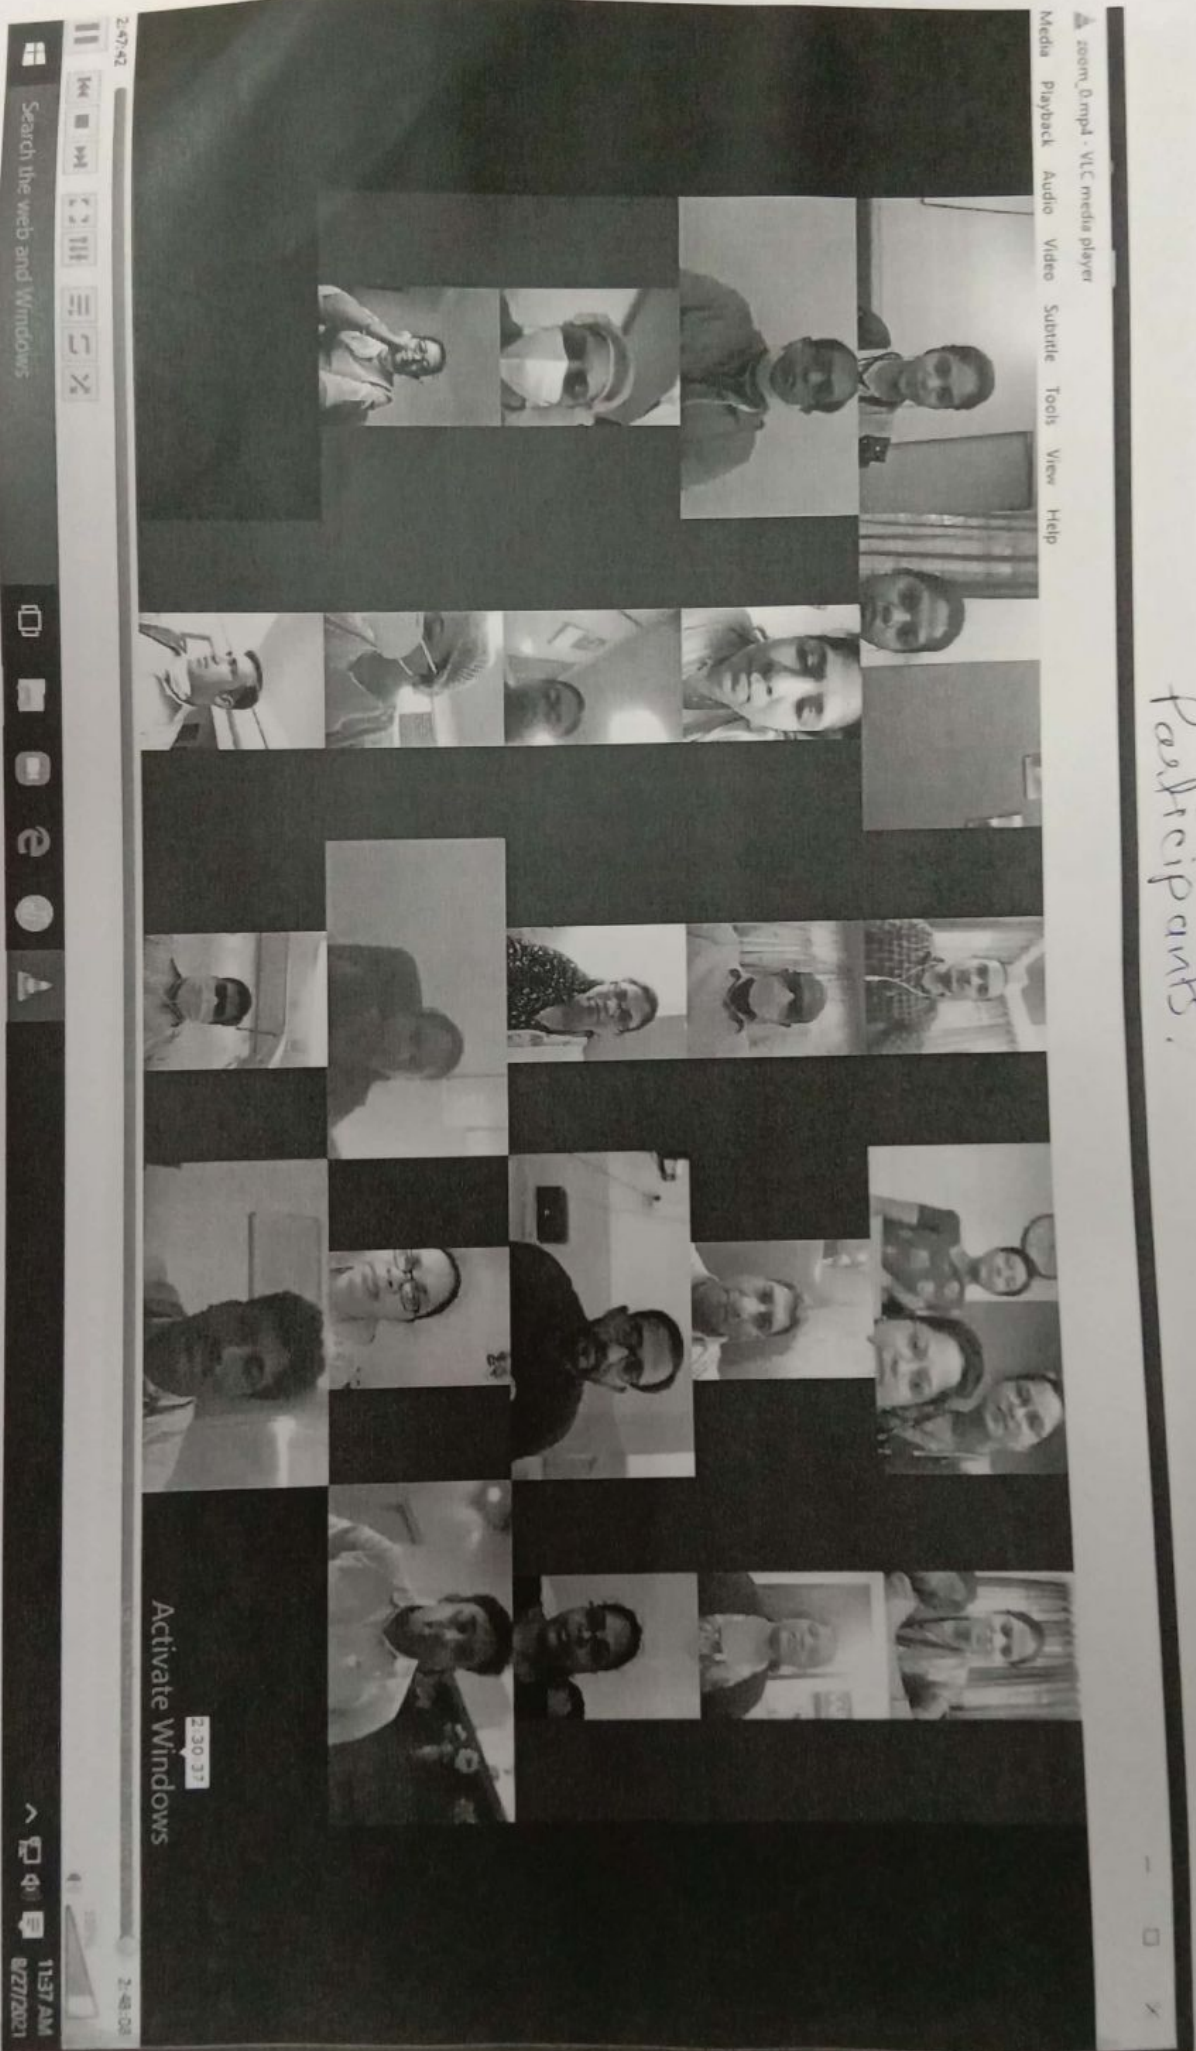 Participants.
zoom_0.mp4 - VLC media player
Media Playback Audio Video Subtitle Tools View Help
2:30:37
Activate Windows
2:47:42
2:48:08
Search the web and Windows
11:37 AM
8/27/2021